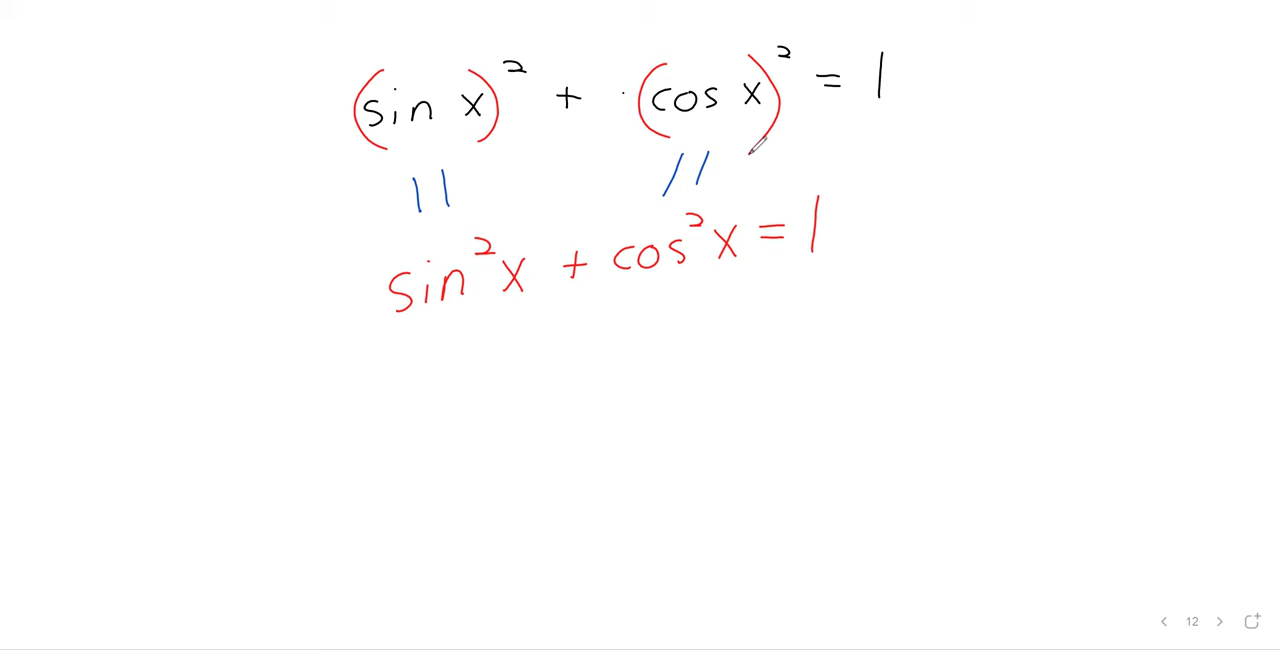 (sin x)² + (cos x)² = 1
|| //
sin²x + cos²x = 1
12